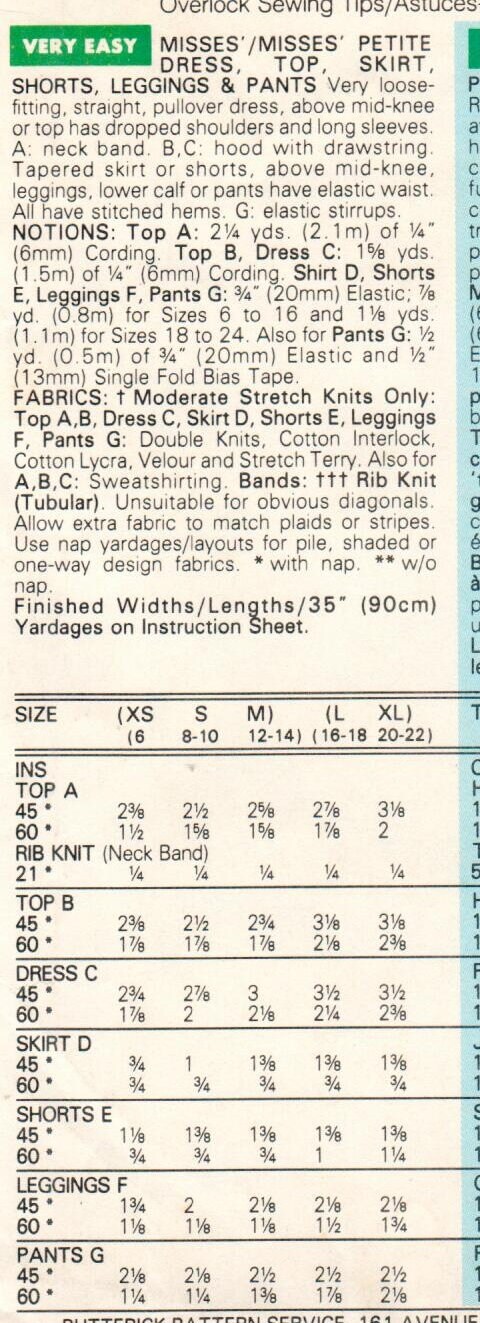 Overlock Sewing Tips/Astuces
VERY EASY MISSES'/MISSES' PETITE
DRESS, TOP, SKIRT,
SHORTS, LEGGINGS & PANTS Very loose-
fitting, straight, pullover dress, above mid-knee
or top has dropped shoulders and long sleeves.
A: neck band. B,C: hood with drawstring.
Tapered skirt or shorts, above mid-knee,
leggings, lower calf or pants have elastic waist.
All have stitched hems. G: elastic stirrups.
NOTIONS: Top A: 2¼ yds. (2.1m) of ¼"
(6mm) Cording. Top B, Dress C: 1⅝ yds.
(1.5m) of ¼" (6mm) Cording. Shirt D, Shorts
E, Leggings F, Pants G: ¾" (20mm) Elastic; ⅞
yd. (0.8m) for Sizes 6 to 16 and 1⅛ yds.
(1.1m) for Sizes 18 to 24. Also for Pants G: ½
yd. (0.5m) of ¾" (20mm) Elastic and ½"
(13mm) Single Fold Bias Tape.
FABRICS: † Moderate Stretch Knits Only:
Top A,B, Dress C, Skirt D, Shorts E, Leggings
F, Pants G: Double Knits, Cotton Interlock,
Cotton Lycra, Velour and Stretch Terry. Also for
A,B,C: Sweatshirting. Bands: ††† Rib Knit
(Tubular). Unsuitable for obvious diagonals.
Allow extra fabric to match plaids or stripes.
Use nap yardages/layouts for pile, shaded or
one-way design fabrics. * with nap. ** w/o
nap.
Finished Widths/Lengths/35" (90cm)
Yardages on Instruction Sheet.
SIZE (XS S M) (L XL)
(6 8-10 12-14) (16-18 20-22)
INS
TOP A
45 * 2⅜ 2½ 2⅝ 2⅞ 3⅛
60 * 1½ 1⅝ 1⅝ 1⅞ 2
RIB KNIT (Neck Band)
21 * ¼ ¼ ¼ ¼ ¼
TOP B
45 * 2⅜ 2½ 2¾ 3⅛ 3⅛
60 * 1⅞ 1⅞ 1⅞ 2⅛ 2⅜
DRESS C
45 * 2¾ 2⅞ 3 3½ 3½
60 * 1⅞ 2 2⅛ 2¼ 2⅜
SKIRT D
45 * ¾ 1 1⅜ 1⅜ 1⅜
60 * ¾ ¾ ¾ ¾ ¾
SHORTS E
45 * 1⅛ 1⅜ 1⅜ 1⅜ 1⅜
60 * ¾ ¾ ¾ 1 1¼
LEGGINGS F
45 * 1¾ 2 2⅛ 2⅛ 2⅛
60 * 1⅛ 1⅛ 1⅛ 1½ 1¾
PANTS G
45 * 2⅛ 2⅛ 2½ 2½ 2½
60 * 1¼ 1¼ 1⅜ 1⅞ 2⅛
BUTTERICK PATTERN SERVICE, 161 AVENUE